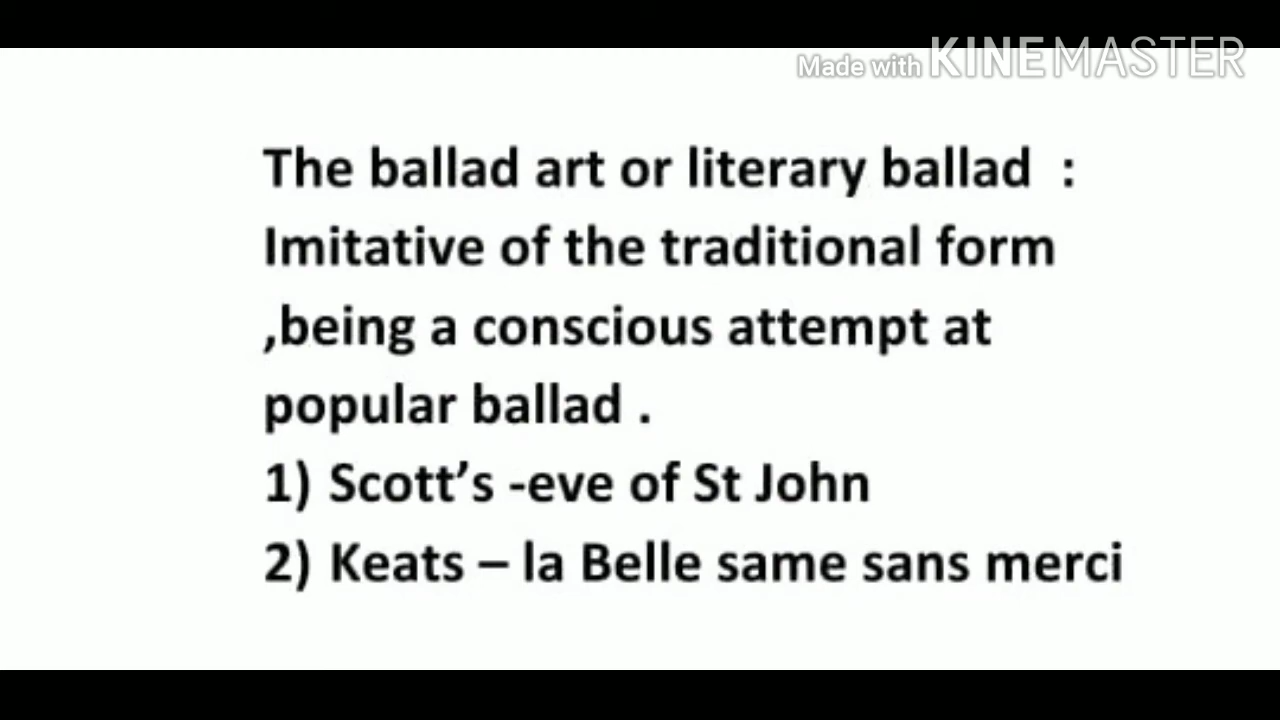 Made with KINEMASTER
The ballad art or literary ballad :
Imitative of the traditional form
,being a conscious attempt at
popular ballad .
1) Scott’s -eve of St John
2) Keats – la Belle same sans merci